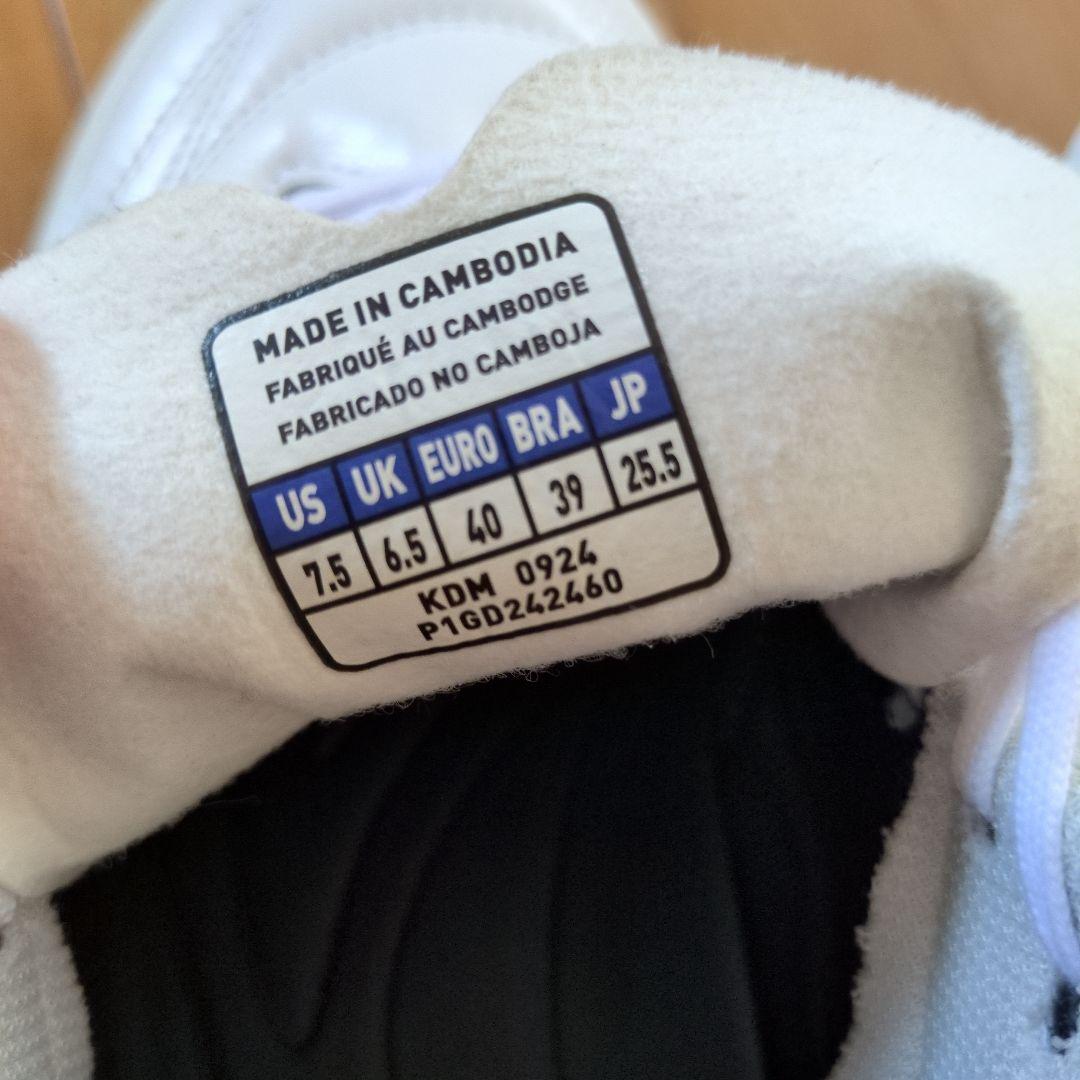 MADE IN CAMBODIA
FABRIQUÉ AU CAMBODGE
FABRICADO NO CAMBOJA
US UK EURO BRA JP
7.5 6.5 40 39 25.5
KDM 0924
P1GD242460